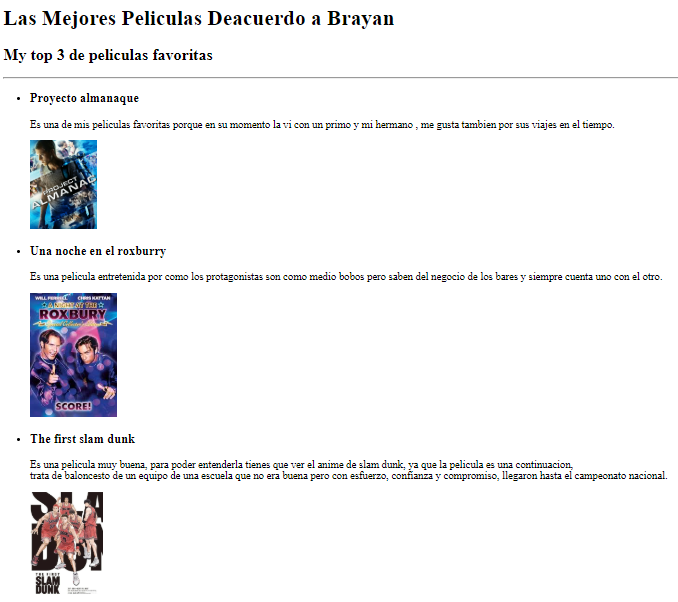 Las Mejores Peliculas Deacuerdo a Brayan
My top 3 de peliculas favoritas
Proyecto almanaque
Es una de mis peliculas favoritas porque en su momento la vi con un primo y mi hermano , me gusta tambien por sus viajes en el tiempo.
PROJECT
ALMANAC
Una noche en el roxburry
Es una pelicula entretenida por como los protagonistas son como medio bobos pero saben del negocio de los bares y siempre cuenta uno con el otro.
WILL FERRELL CHRIS KATTAN
A NIGHT AT THE
ROXBURY
SCORE!
The first slam dunk
Es una pelicula muy buena, para poder entenderla tienes que ver el anime de slam dunk, ya que la pelicula es una continuacion,
trata de baloncesto de un equipo de una escuela que no era buena pero con esfuerzo, confianza y compromiso, llegaron hasta el campeonato nacional.
SLAM
DUNK
THE FIRST
SLAM
DUNK